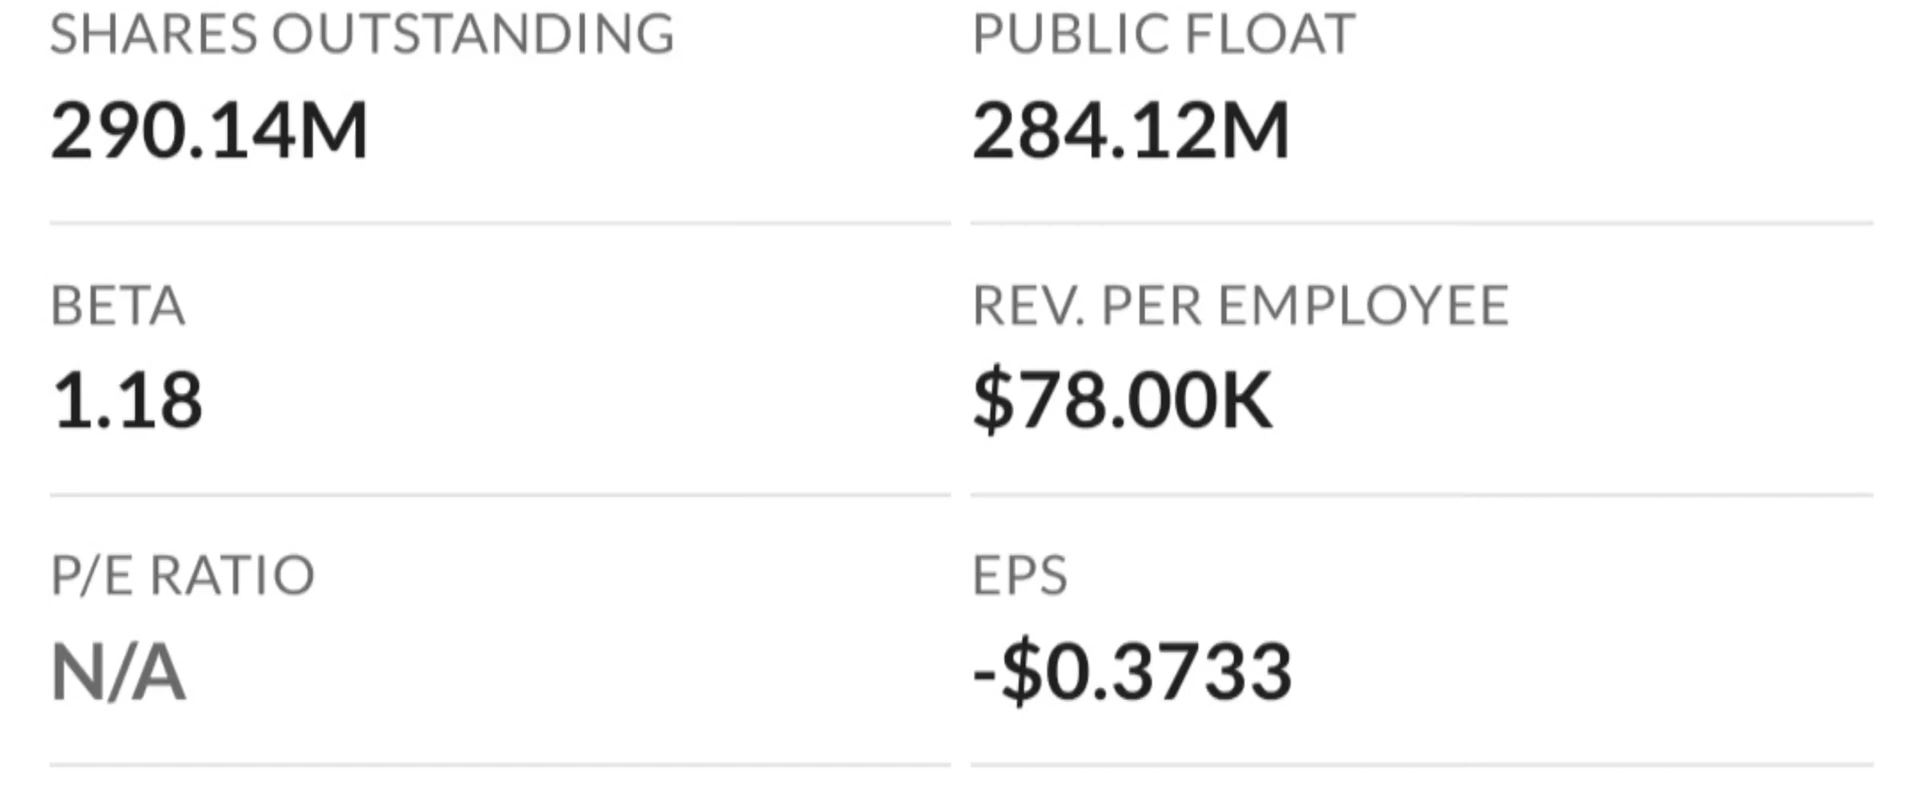 SHARES OUTSTANDING
290.14M
PUBLIC FLOAT
284.12M
BETA
1.18
REV. PER EMPLOYEE
$78.00K
P/E RATIO
N/A
EPS
-$0.3733